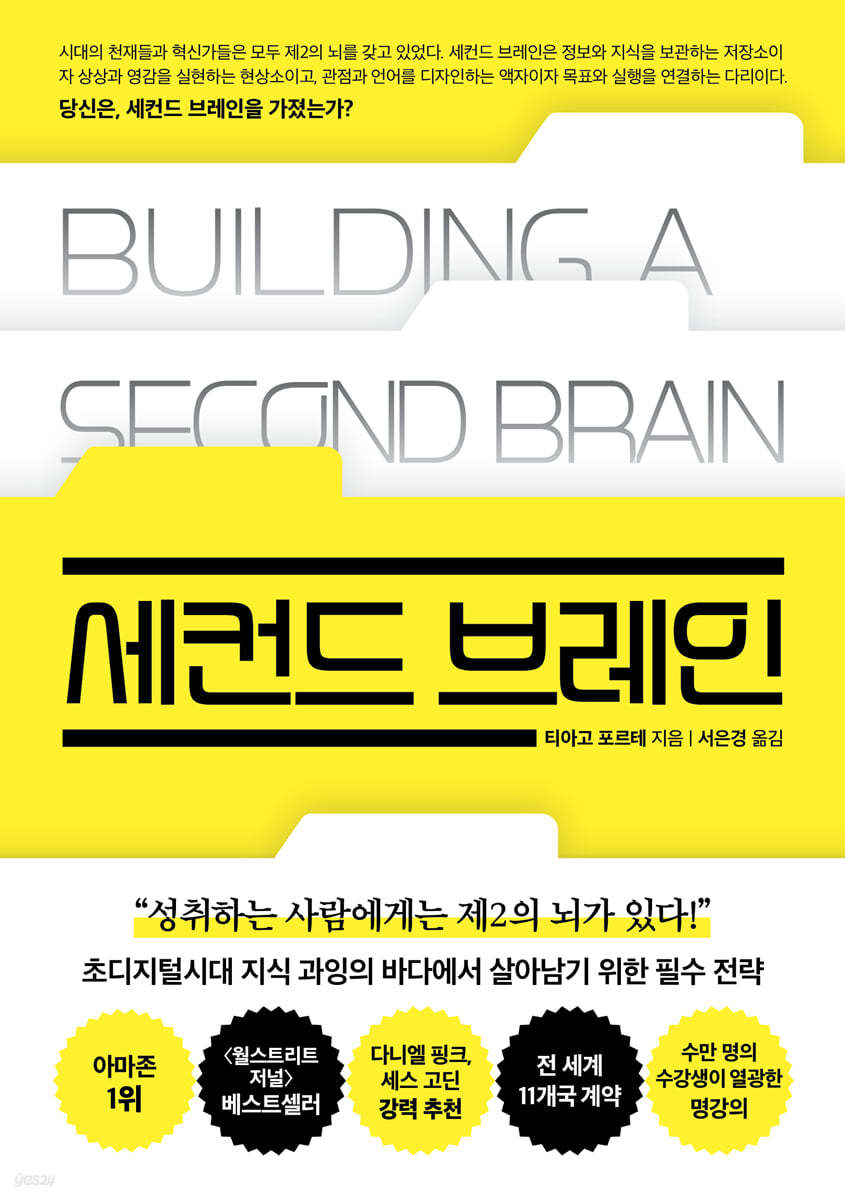 시대의 천재들과 혁신가들은 모두 제2의 뇌를 갖고 있었다. 세컨드 브레인은 정보와 지식을 보관하는 저장소이
자 상상과 영감을 실현하는 현상소이고, 관점과 언어를 디자인하는 액자이자 목표와 실행을 연결하는 다리이다.
당신은, 세컨드 브레인을 가졌는가?
BUILDING A
SECOND BRAIN
세컨드 브레인
티아고 포르테 지음 | 서은경 옮김
“성취하는 사람에게는 제2의 뇌가 있다!”
초디지털시대 지식 과잉의 바다에서 살아남기 위한 필수 전략
아마존
1위
〈월스트리트
저널〉
베스트셀러
다니엘 핑크,
세스 고딘
강력 추천
전 세계
11개국 계약
수만 명의
수강생이 열광한
명강의
yes24